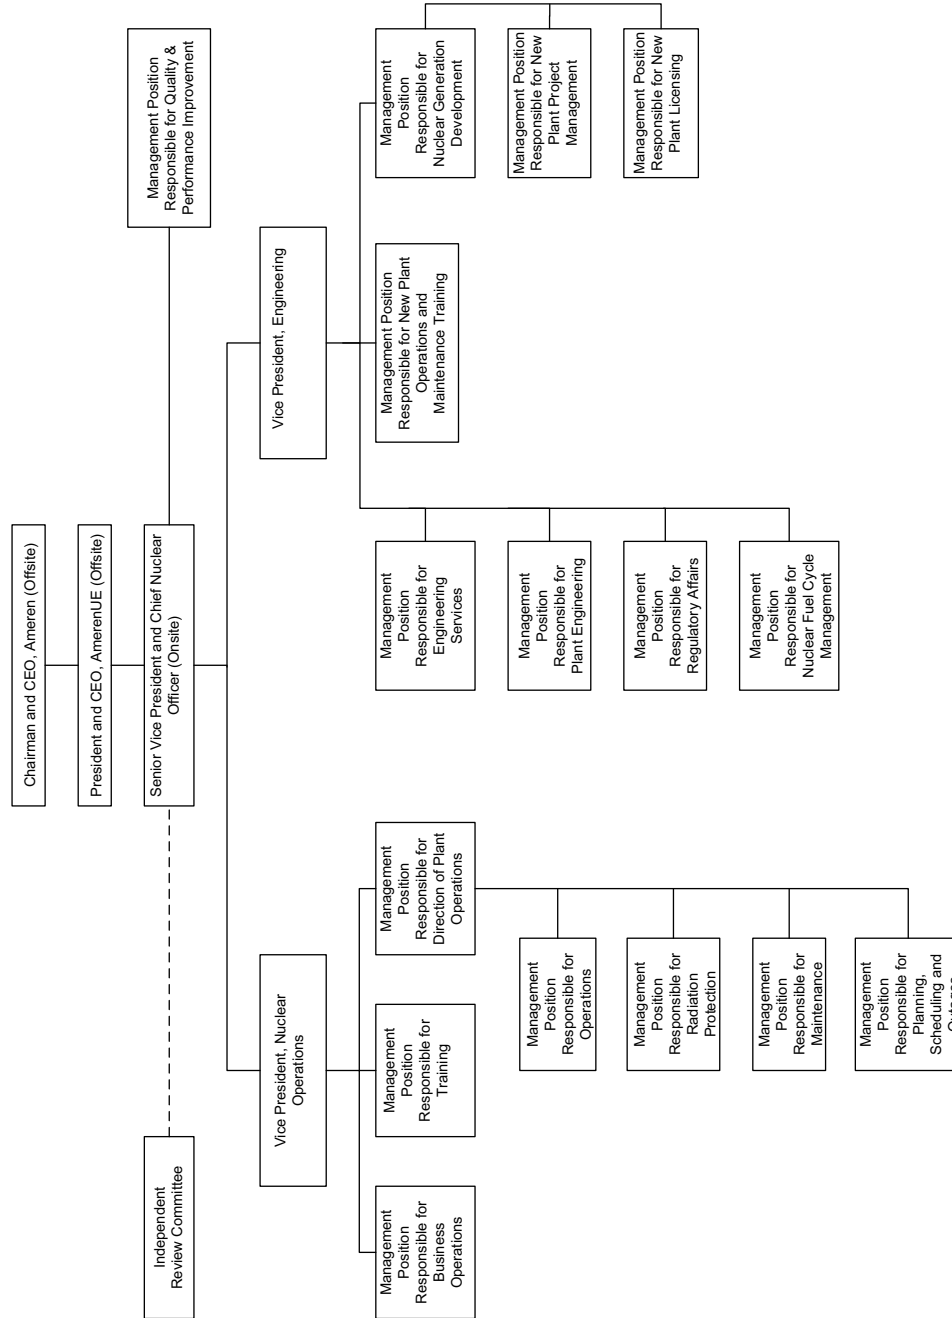 Chairman and CEO, Ameren (Offsite)
President and CEO, AmerenUE (Offsite)
Independent
Review Committee
Senior Vice President and Chief Nuclear
Officer (Onsite)
Management Position
Responsible for Quality &
Performance Improvement
Vice President, Nuclear
Operations
Vice President, Engineering
Management
Position
Responsible for
Business
Operations
Management
Position
Responsible for
Training
Management
Position
Responsible for
Direction of Plant
Operations
Management
Position
Responsible for
Operations
Management
Position
Responsible for
Radiation
Protection
Management
Position
Responsible for
Maintenance
Management
Position
Responsible for
Planning,
Scheduling and
Management
Position
Responsible for
Engineering
Services
Management
Position
Responsible for
Plant Engineering
Management
Position
Responsible for
Regulatory Affairs
Management
Position
Responsible for
Nuclear Fuel Cycle
Management
Management Position
Responsible for New Plant
Operations and
Maintenance Training
Management
Position
Responsible for
Nuclear Generation
Development
Management Position
Responsible for New
Plant Project
Management
Management Position
Responsible for New
Plant Licensing